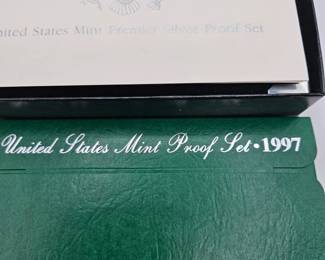 United States Mint Premier Silver Proof Set
United States Mint Proof Set • 1997